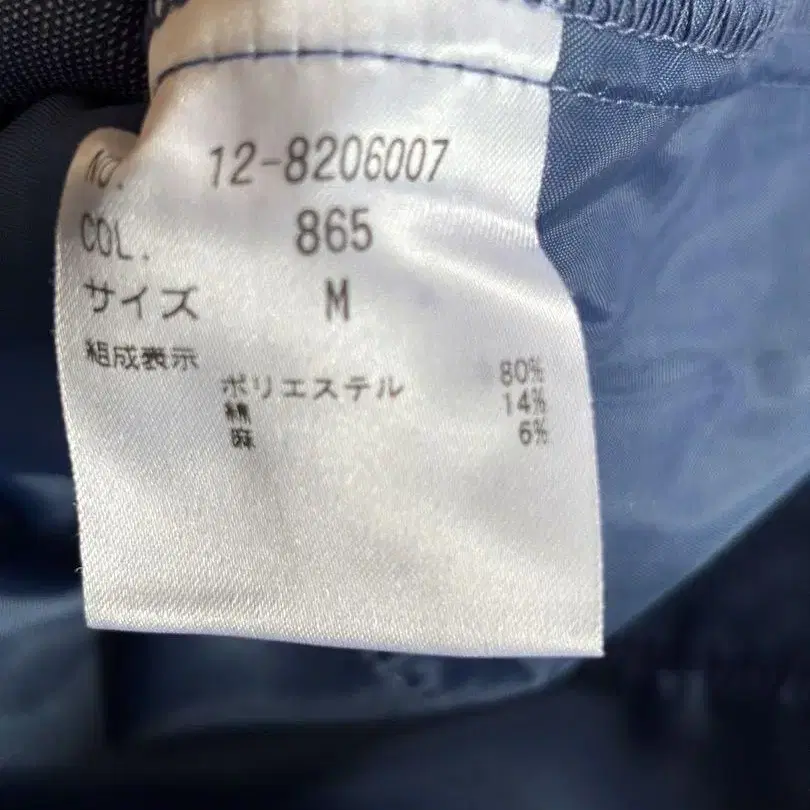 NO. 12-8206007
COL. 865
サイズ M
組成表示
ポリエステル 80%
綿 14%
麻 6%